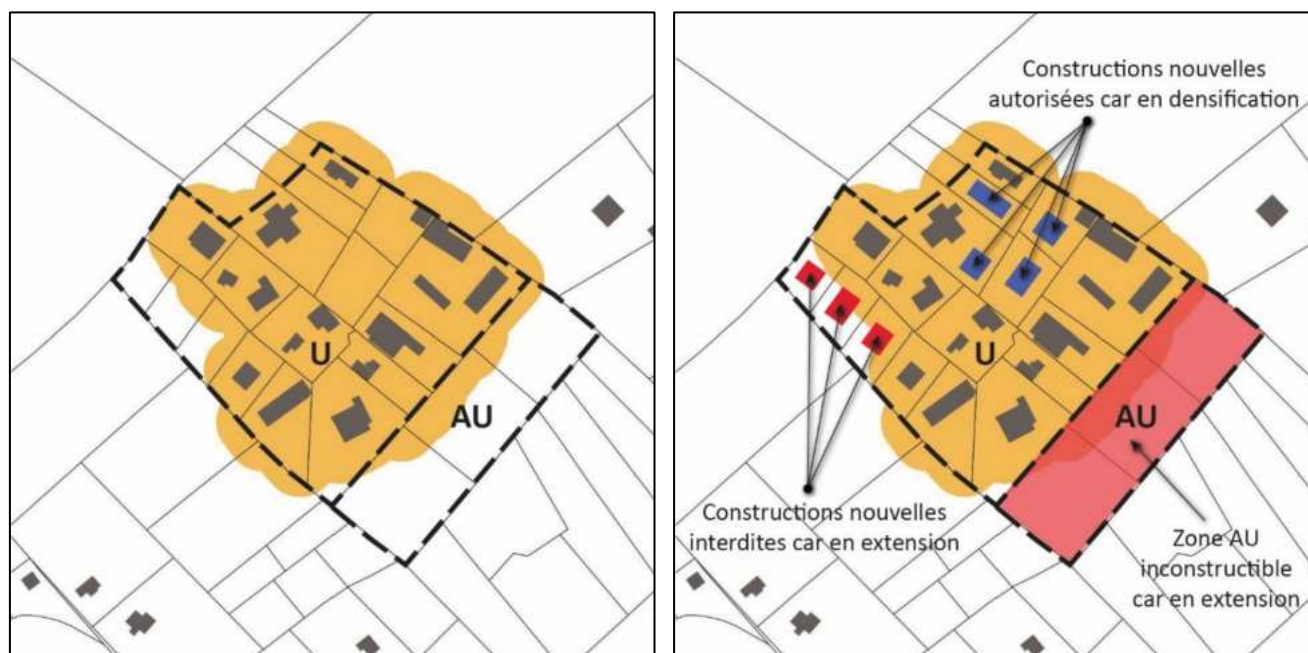 U
AU
Constructions nouvelles
autorisées car en densification
U
AU
Constructions nouvelles
interdites car en extension
Zone AU
inconstructible
car en extension